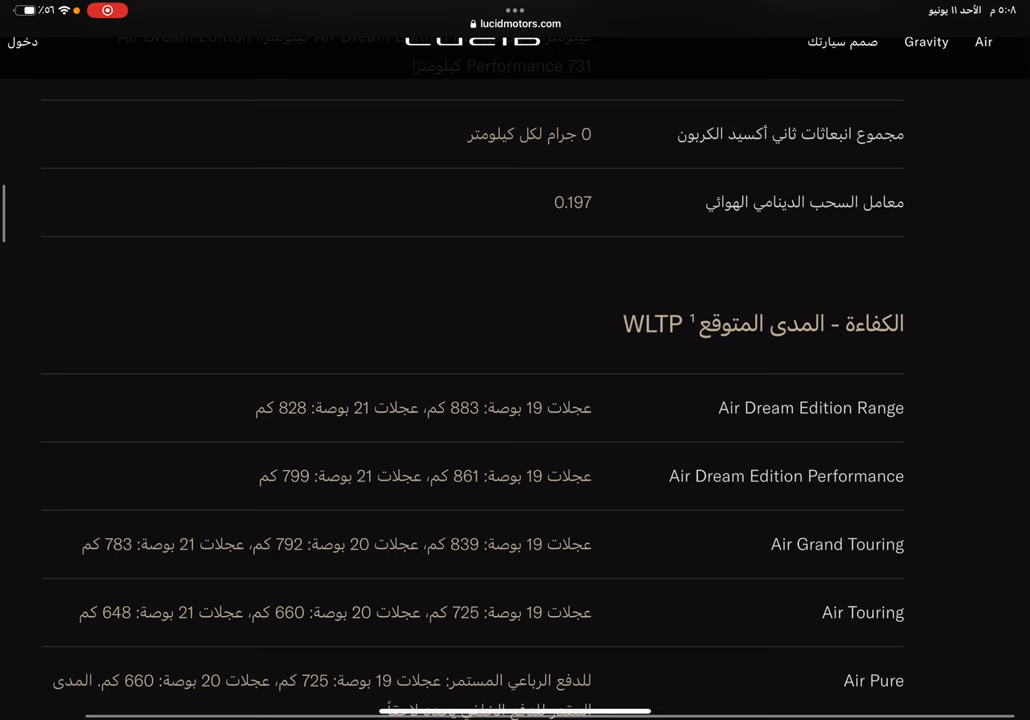 ٥:٠٨ م الأحد ١١ يونيو
٥٦٪
lucidmotors.com
Air Gravity صمم سيارتك LUCID دخول
Performance 731 كيلومترًا
مجموع انبعاثات ثاني أكسيد الكربون 0 جرام لكل كيلومتر
معامل السحب الدينامي الهوائي 0.197
الكفاءة - المدى المتوقع WLTP ¹
Air Dream Edition Range عجلات 19 بوصة: 883 كم، عجلات 21 بوصة: 828 كم
Air Dream Edition Performance عجلات 19 بوصة: 861 كم، عجلات 21 بوصة: 799 كم
Air Grand Touring عجلات 19 بوصة: 839 كم، عجلات 20 بوصة: 792 كم، عجلات 21 بوصة: 783 كم
Air Touring عجلات 19 بوصة: 725 كم، عجلات 20 بوصة: 660 كم، عجلات 21 بوصة: 648 كم
Air Pure للدفع الرباعي المستمر: عجلات 19 بوصة: 725 كم، عجلات 20 بوصة: 660 كم. المدى